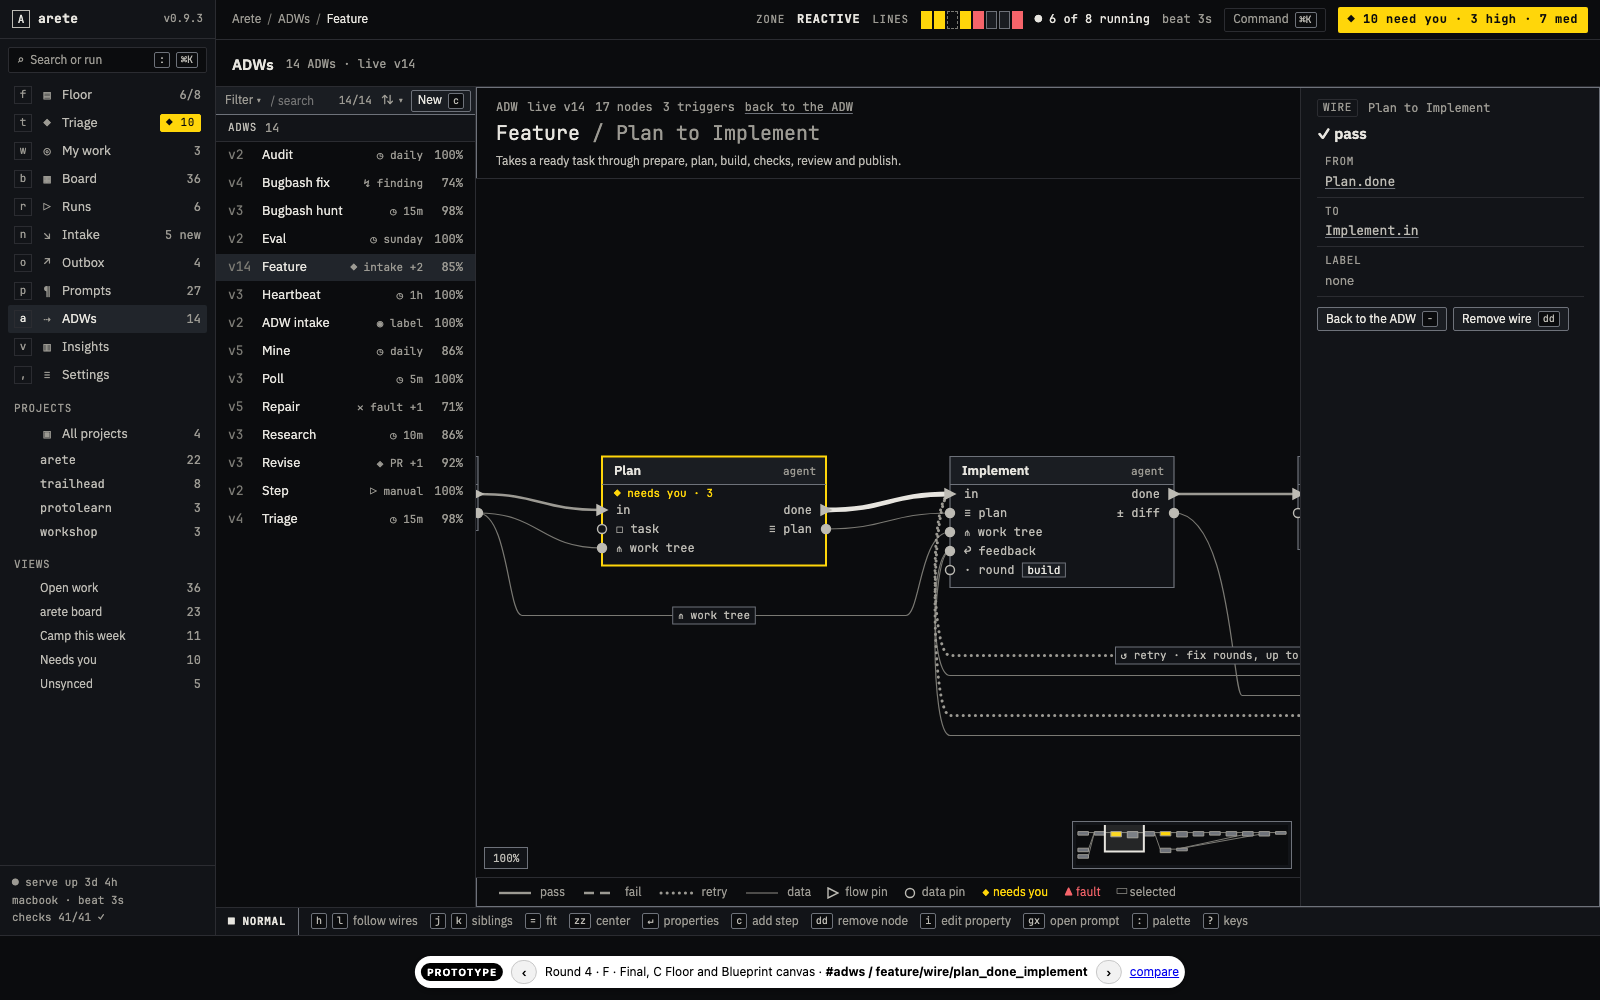 A arete v0.9.3
Search or run : ⌘K
f Floor 6/8
t Triage ◆ 10
w My work 3
b Board 36
r Runs 6
n Intake 5 new
o Outbox 4
p ¶ Prompts 27
a → ADWs 14
v Insights
, Settings
PROJECTS
All projects 4
arete 22
trailhead 8
protolearn 3
workshop 3
VIEWS
Open work 36
arete board 23
Camp this week 11
Needs you 10
Unsynced 5
● serve up 3d 4h
macbook · beat 3s
checks 41/41 ✓
Arete / ADWs / Feature
ZONE REACTIVE LINES ● 6 of 8 running beat 3s Command ⌘K ◆ 10 need you · 3 high · 7 med
ADWs 14 ADWs · live v14
Filter / search 14/14 New c
ADWS 14
v2 Audit daily 100%
v4 Bugbash fix finding 74%
v3 Bugbash hunt 15m 98%
v2 Eval sunday 100%
v14 Feature ◆ intake +2 85%
v3 Heartbeat 1h 100%
v2 ADW intake label 100%
v5 Mine daily 86%
v3 Poll 5m 100%
v5 Repair × fault +1 71%
v3 Research 10m 86%
v3 Revise ◆ PR +1 92%
v2 Step manual 100%
v4 Triage 15m 98%
ADW live v14 17 nodes 3 triggers back to the ADW
Feature / Plan to Implement
Takes a ready task through prepare, plan, build, checks, review and publish.
Plan agent
◆ needs you · 3
in done
task plan
work tree
Implement agent
in done
plan ± diff
work tree
feedback
· round build
work tree
↺ retry · fix rounds, up to
100%
pass fail retry data flow pin data pin ◆ needs you ▲ fault selected
WIRE Plan to Implement
✓ pass
FROM
Plan.done
TO
Implement.in
LABEL
none
Back to the ADW - Remove wire dd
■ NORMAL h l follow wires j k siblings = fit zz center ↵ properties c add step dd remove node i edit property gx open prompt : palette ? keys
PROTOTYPE ‹ Round 4 · F · Final, C Floor and Blueprint canvas · #adws / feature/wire/plan_done_implement › compare